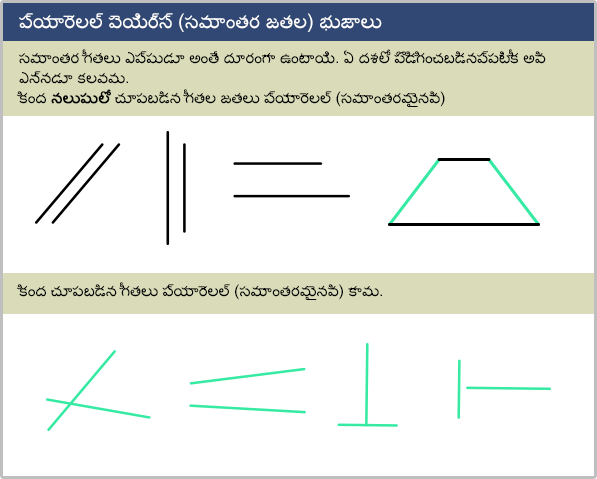 ప్యారెలల్ పెయిర్స్ (సమాంతర జతల) భుజాలు
సమాంతర గీతలు ఎప్పుడూ అంతే దూరంగా ఉంటాయి. ఏ దశలో పొడిగించబడినప్పటికీ అవి
ఎన్నడూ కలవవు.
కింద నలుపులో చూపబడిన గీతల జతలు ప్యారెలల్ (సమాంతరమైనవి)
కింద చూపబడిన గీతలు ప్యారెలల్ (సమాంతరమైనవి) కావు.